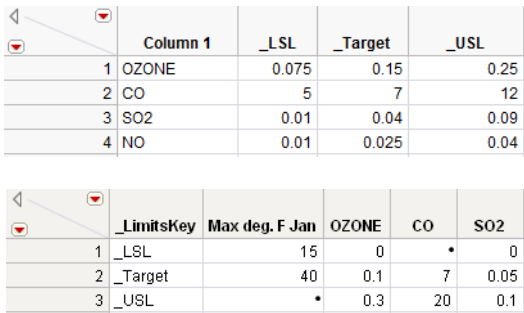 Column 1 _LSL _Target _USL
1 OZONE 0.075 0.15 0.25
2 CO 5 7 12
3 SO2 0.01 0.04 0.09
4 NO 0.01 0.025 0.04
_LimitsKey Max deg. F Jan OZONE CO SO2
1 _LSL 15 0 • 0
2 _Target 40 0.1 7 0.05
3 _USL • 0.3 20 0.1